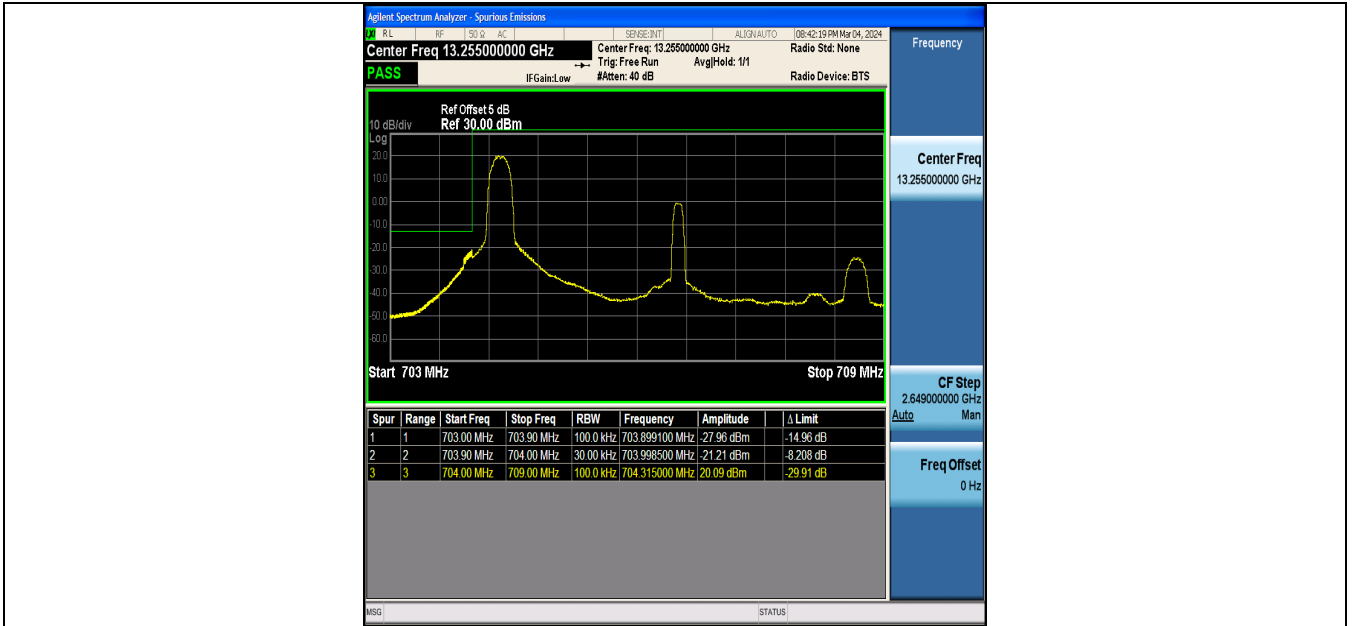 Agilent Spectrum Analyzer - Spurious Emissions
LXI RL RF 50 Ω AC SENSE:INT ALIGN AUTO 08:42:19 PM Mar 04, 2024
Center Freq 13.255000000 GHz
Center Freq: 13.255000000 GHz Radio Std: None
Trig: Free Run Avg|Hold: 1/1
PASS IFGain:Low #Atten: 40 dB Radio Device: BTS
Frequency
Ref Offset 5 dB
10 dB/div Ref 30.00 dBm
Log
20.0
10.0
0.00
-10.0
-20.0
-30.0
-40.0
-50.0
-60.0
Start 703 MHz Stop 709 MHz
Center Freq
13.255000000 GHz
CF Step
2.649000000 GHz
Auto Man
Freq Offset
0 Hz
Spur Range Start Freq Stop Freq RBW Frequency Amplitude Δ Limit
1 1 703.00 MHz 703.90 MHz 100.0 kHz 703.899100 MHz -27.96 dBm -14.96 dB
2 2 703.90 MHz 704.00 MHz 30.00 kHz 703.998500 MHz -21.21 dBm -8.208 dB
3 3 704.00 MHz 709.00 MHz 100.0 kHz 704.315000 MHz 20.09 dBm -29.91 dB
MSG STATUS